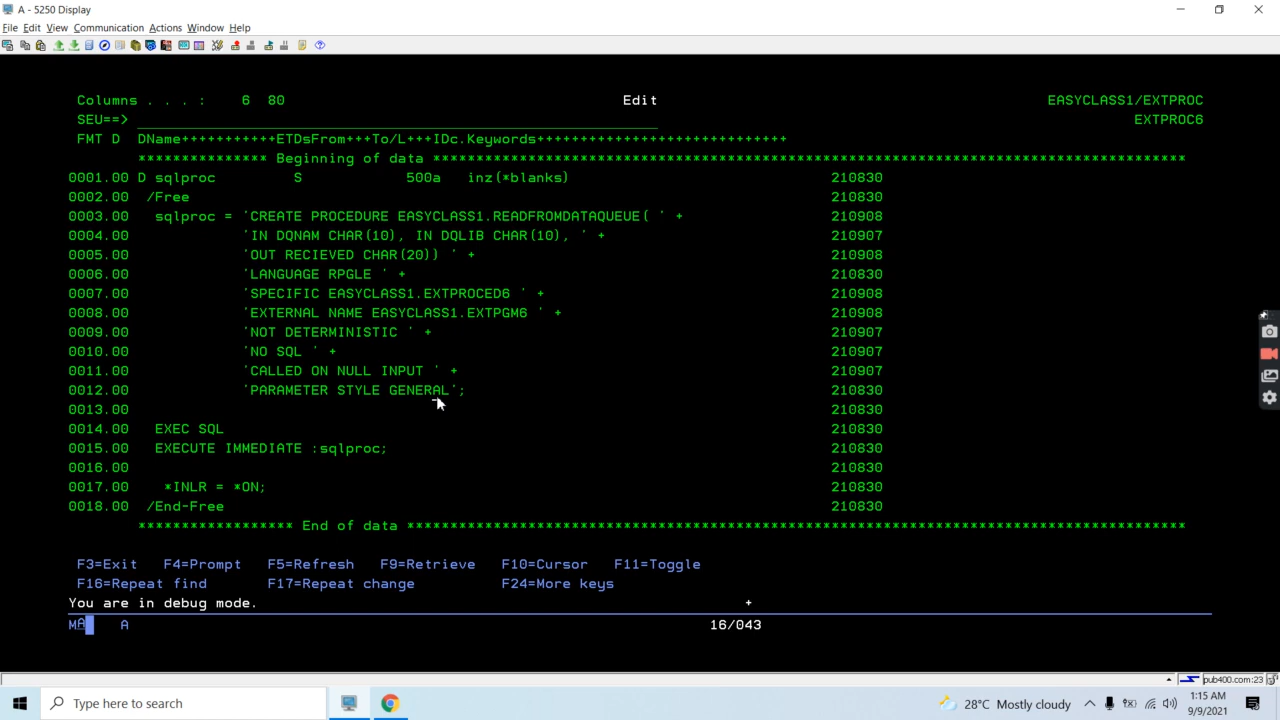 A - 5250 Display
File Edit View Communication Actions Window Help
Columns . . . :    6  80                                       Edit                                                EASYCLASS1/EXTPROC
SEU==>                                                                                                                       EXTPROC6
FMT D  DName+++++++++++ETDsFrom+++To/L+++IDc.Keywords+++++++++++++++++++++++++++++
*************** Beginning of data ***************************************************************************************
0001.00 D sqlproc         S            500a   inz(*blanks)                              210830
0002.00  /Free                                                                          210830
0003.00   sqlproc = 'CREATE PROCEDURE EASYCLASS1.READFROMDATAQUEUE( ' +                 210908
0004.00             'IN DQNAM CHAR(10), IN DQLIB CHAR(10), ' +                          210907
0005.00             'OUT RECIEVED CHAR(20)) ' +                                         210908
0006.00             'LANGUAGE RPGLE ' +                                                 210830
0007.00             'SPECIFIC EASYCLASS1.EXTPROCED6 ' +                                 210908
0008.00             'EXTERNAL NAME EASYCLASS1.EXTPGM6 ' +                               210908
0009.00             'NOT DETERMINISTIC ' +                                              210907
0010.00             'NO SQL ' +                                                         210907
0011.00             'CALLED ON NULL INPUT ' +                                           210907
0012.00             'PARAMETER STYLE GENERAL';                                          210830
0013.00                                                                                 210830
0014.00   EXEC SQL                                                                      210830
0015.00   EXECUTE IMMEDIATE :sqlproc;                                                   210830
0016.00                                                                                 210830
0017.00    *INLR = *ON;                                                                 210830
0018.00  /End-Free                                                                      210830
****************** End of data ******************************************************************************************
F3=Exit   F4=Prompt   F5=Refresh   F9=Retrieve   F10=Cursor   F11=Toggle
F16=Repeat find       F17=Repeat change          F24=More keys
You are in debug mode.                                                         +
MA    A                                                                    16/043
pub400.com:23
Type here to search
28°C Mostly cloudy
1:15 AM
9/9/2021